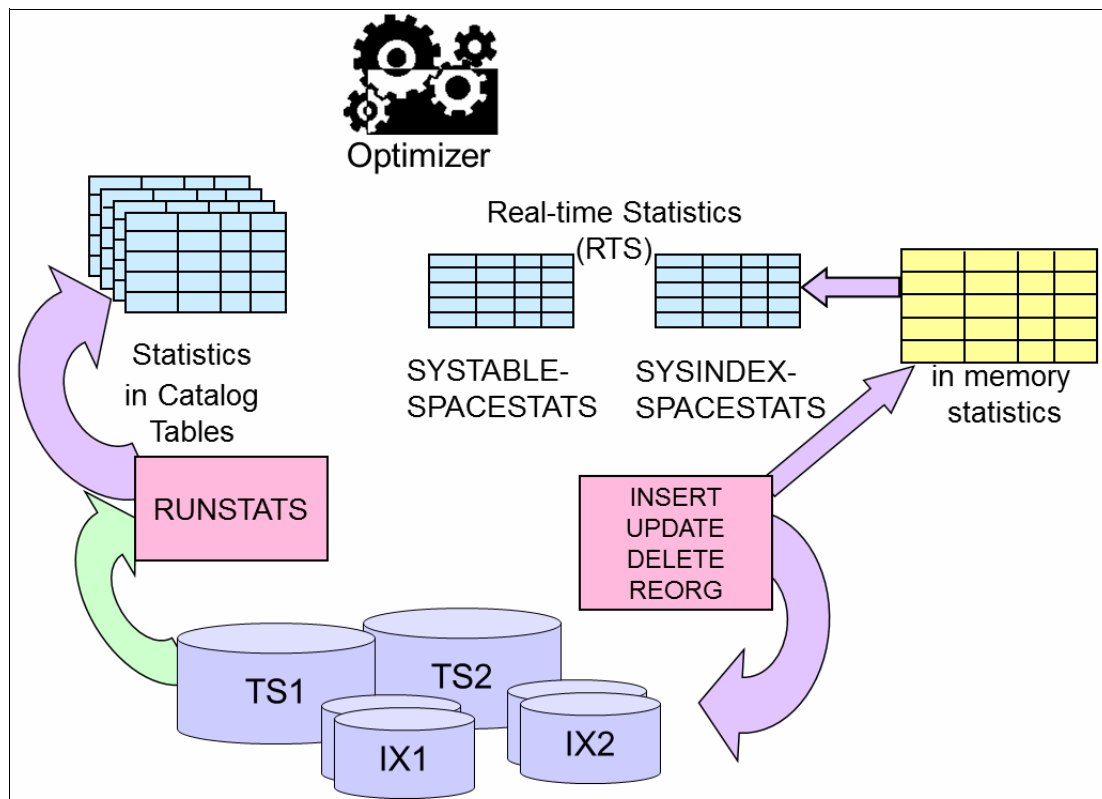 Optimizer
Real-time Statistics
(RTS)
Statistics
in Catalog
Tables
SYSTABLE-
SPACESTATS
SYSINDEX-
SPACESTATS
in memory
statistics
RUNSTATS
INSERT
UPDATE
DELETE
REORG
TS1
TS2
IX1
IX2